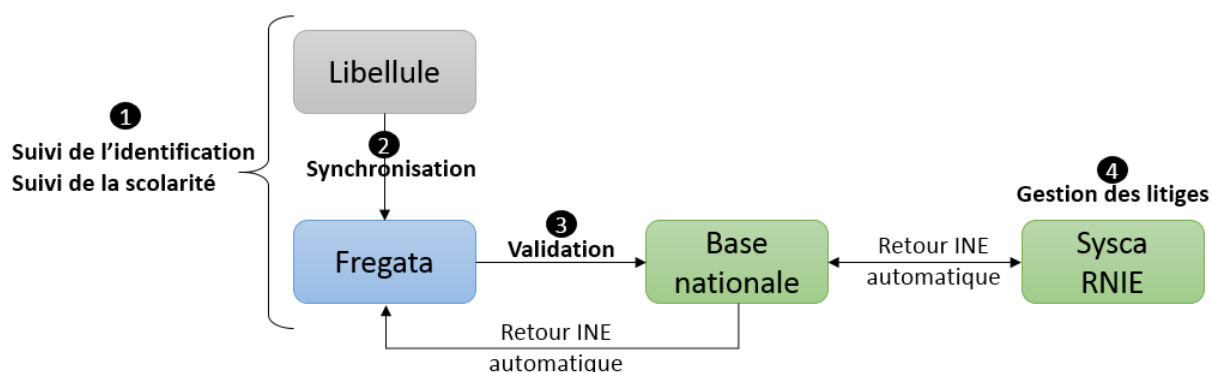 Libellule
1
Suivi de l’identification
Suivi de la scolarité
2
Synchronisation
Fregata
3
Validation
Base
nationale
Retour INE
automatique
4
Gestion des litiges
Sysca
RNIE
Retour INE
automatique